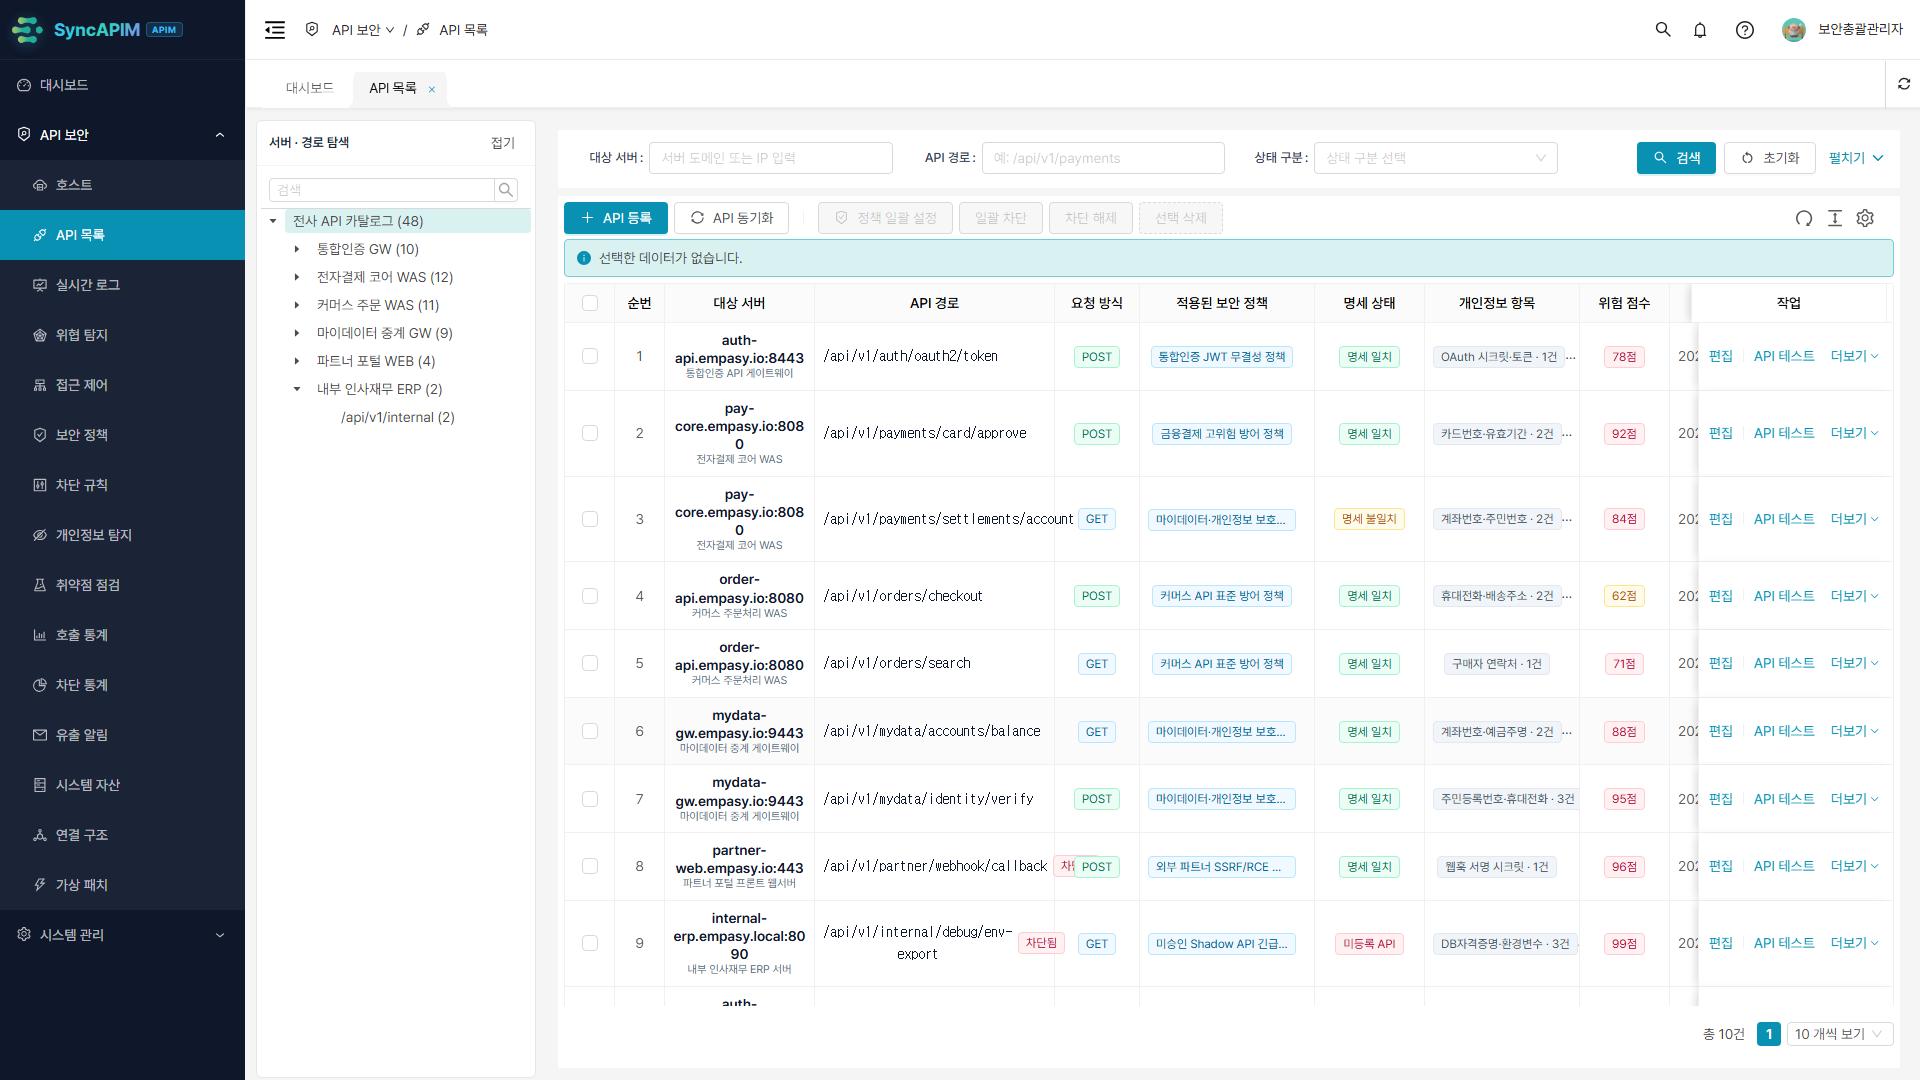 SyncAPIM APIM
대시보드
API 보안
호스트
API 목록
실시간 로그
위협 탐지
접근 제어
보안 정책
차단 규칙
개인정보 탐지
취약점 점검
호출 통계
차단 통계
유출 알림
시스템 자산
연결 구조
가상 패치
시스템 관리
API 보안 / API 목록
보안총괄관리자
대시보드 API 목록 ×
서버 · 경로 탐색 접기
검색
전사 API 카탈로그 (48)
통합인증 GW (10)
전자결제 코어 WAS (12)
커머스 주문 WAS (11)
마이데이터 중계 GW (9)
파트너 포털 WEB (4)
내부 인사재무 ERP (2)
/api/v1/internal (2)
대상 서버 : 서버 도메인 또는 IP 입력 API 경로 : 예: /api/v1/payments 상태 구분 : 상태 구분 선택 검색 초기화 펼치기
API 등록 API 동기화 정책 일괄 설정 일괄 차단 차단 해제 선택 삭제
선택한 데이터가 없습니다.
순번 대상 서버 API 경로 요청 방식 적용된 보안 정책 명세 상태 개인정보 항목 위험 점수 작업
1 auth-api.empasy.io:8443 통합인증 API 게이트웨이 /api/v1/auth/oauth2/token POST 통합인증 JWT 무결성 정책 명세 일치 OAuth 시크릿·토큰 · 1건 ... 78점 202 편집 API 테스트 더보기
2 pay-core.empasy.io:8080 전자결제 코어 WAS /api/v1/payments/card/approve POST 금융결제 고위험 방어 정책 명세 일치 카드번호·유효기간 · 2건 ... 92점 202 편집 API 테스트 더보기
3 pay-core.empasy.io:8080 전자결제 코어 WAS /api/v1/payments/settlements/account GET 마이데이터·개인정보 보호... 명세 불일치 계좌번호·주민번호 · 2건 ... 84점 202 편집 API 테스트 더보기
4 order-api.empasy.io:8080 커머스 주문처리 WAS /api/v1/orders/checkout POST 커머스 API 표준 방어 정책 명세 일치 휴대전화·배송주소 · 2건 ... 62점 202 편집 API 테스트 더보기
5 order-api.empasy.io:8080 커머스 주문처리 WAS /api/v1/orders/search GET 커머스 API 표준 방어 정책 명세 일치 구매자 연락처 · 1건 71점 202 편집 API 테스트 더보기
6 mydata-gw.empasy.io:9443 마이데이터 중계 게이트웨이 /api/v1/mydata/accounts/balance GET 마이데이터·개인정보 보호... 명세 일치 계좌번호·예금주명 · 2건 ... 88점 202 편집 API 테스트 더보기
7 mydata-gw.empasy.io:9443 마이데이터 중계 게이트웨이 /api/v1/mydata/identity/verify POST 마이데이터·개인정보 보호... 명세 일치 주민등록번호·휴대전화 · 3건 95점 202 편집 API 테스트 더보기
8 partner-web.empasy.io:443 파트너 포털 프론트 웹서버 /api/v1/partner/webhook/callback POST 외부 파트너 SSRF/RCE ... 명세 일치 웹훅 서명 시크릿 · 1건 96점 202 편집 API 테스트 더보기
9 internal-erp.empasy.local:8090 내부 인사재무 ERP 서버 /api/v1/internal/debug/env-export 차단됨 GET 미승인 Shadow API 긴급... 미등록 API DB자격증명·환경변수 · 3건 99점 202 편집 API 테스트 더보기
auth-
총 10건 1 10 개씩 보기